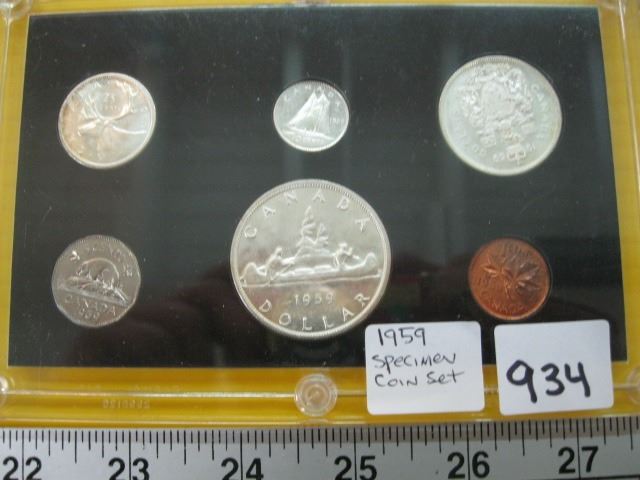 CANADA
1959
DOLLAR
CANADA
1959
Specimen
Coin Set
934
22 23 24 25 26 27